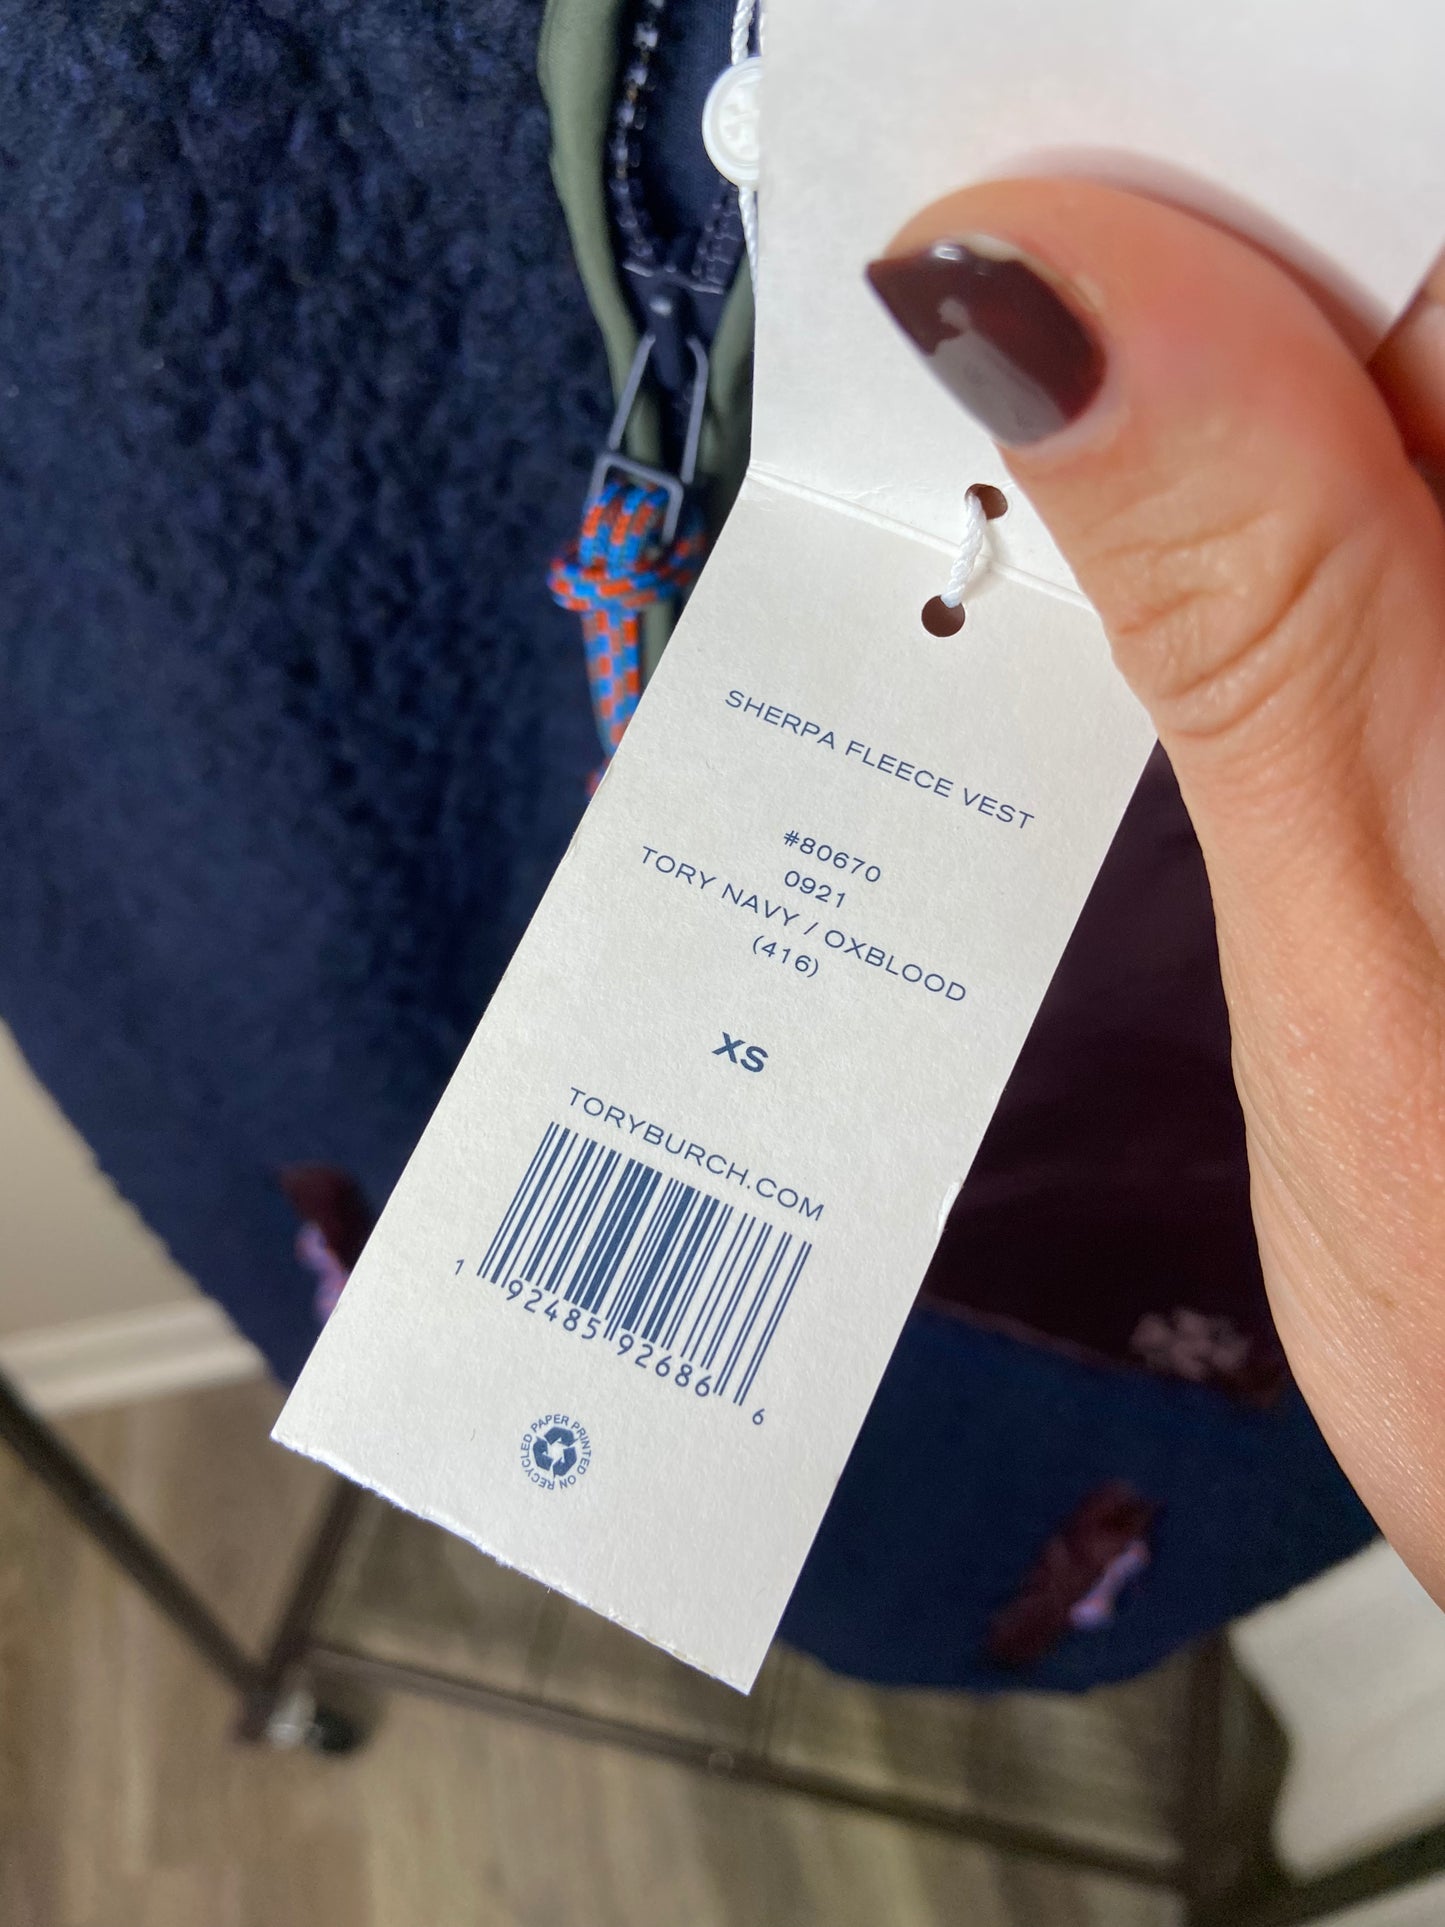 SHERPA FLEECE VEST
#80670
0921
TORY NAVY / OXBLOOD
(416)
XS
TORYBURCH.COM
1 92485 92686 6
RECYCLED PAPER PRINTED ON